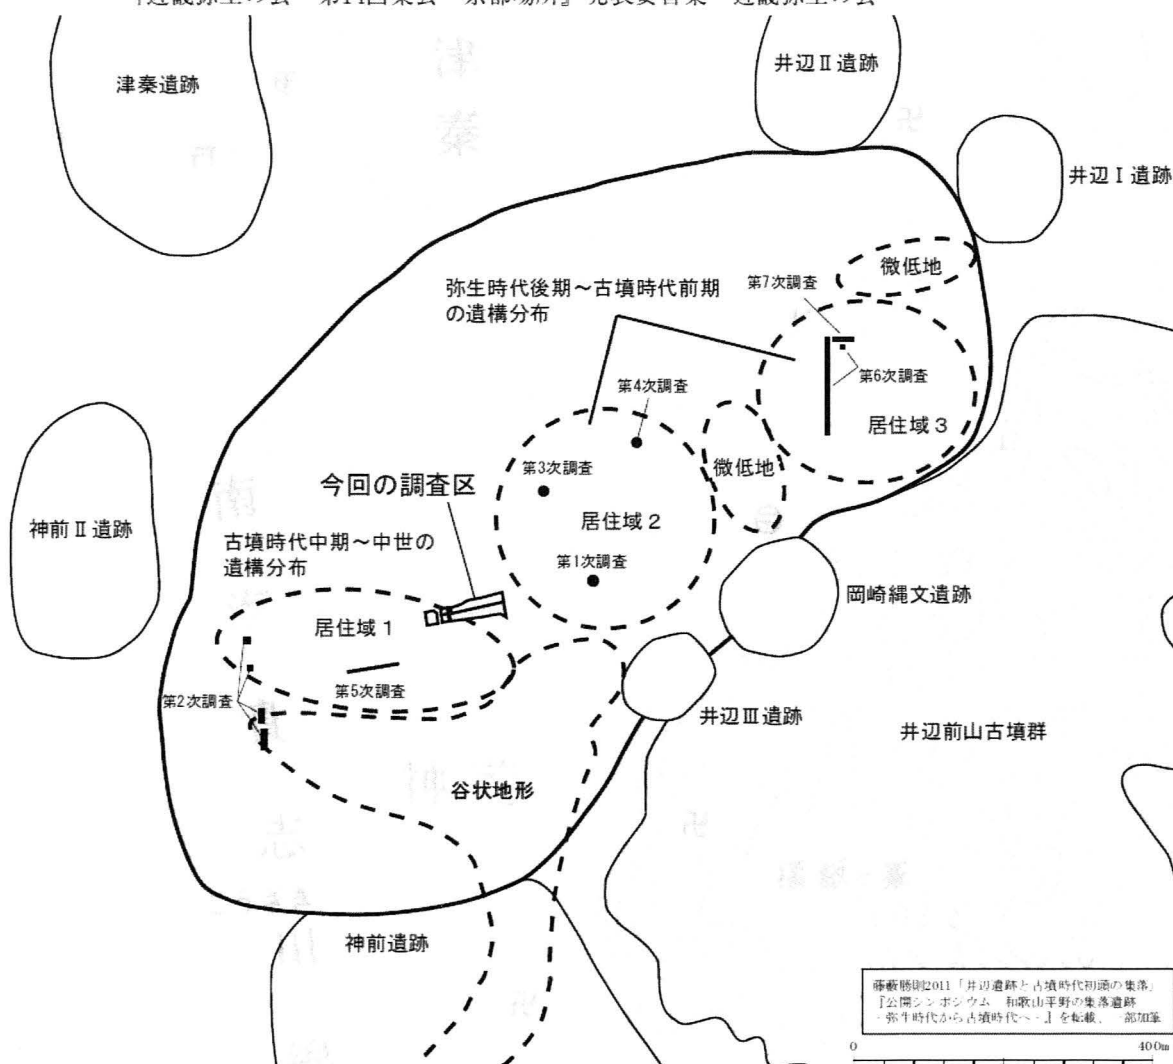 津秦遺跡
井辺Ⅱ遺跡
井辺Ⅰ遺跡
微低地
弥生時代後期～古墳時代前期
の遺構分布
第7次調査
第6次調査
居住域3
第4次調査
微低地
第3次調査
今回の調査区
居住域2
神前Ⅱ遺跡
古墳時代中期～中世の
遺構分布
第1次調査
岡崎縄文遺跡
居住域1
第5次調査
第2次調査
井辺Ⅲ遺跡
井辺前山古墳群
谷状地形
神前遺跡
藤藪勝則2011「井辺遺跡と古墳時代初頭の集落」
『公開シンポジウム 和歌山平野の集落遺跡
-弥生時代から古墳時代へ-』を転載、一部加筆
0 400m